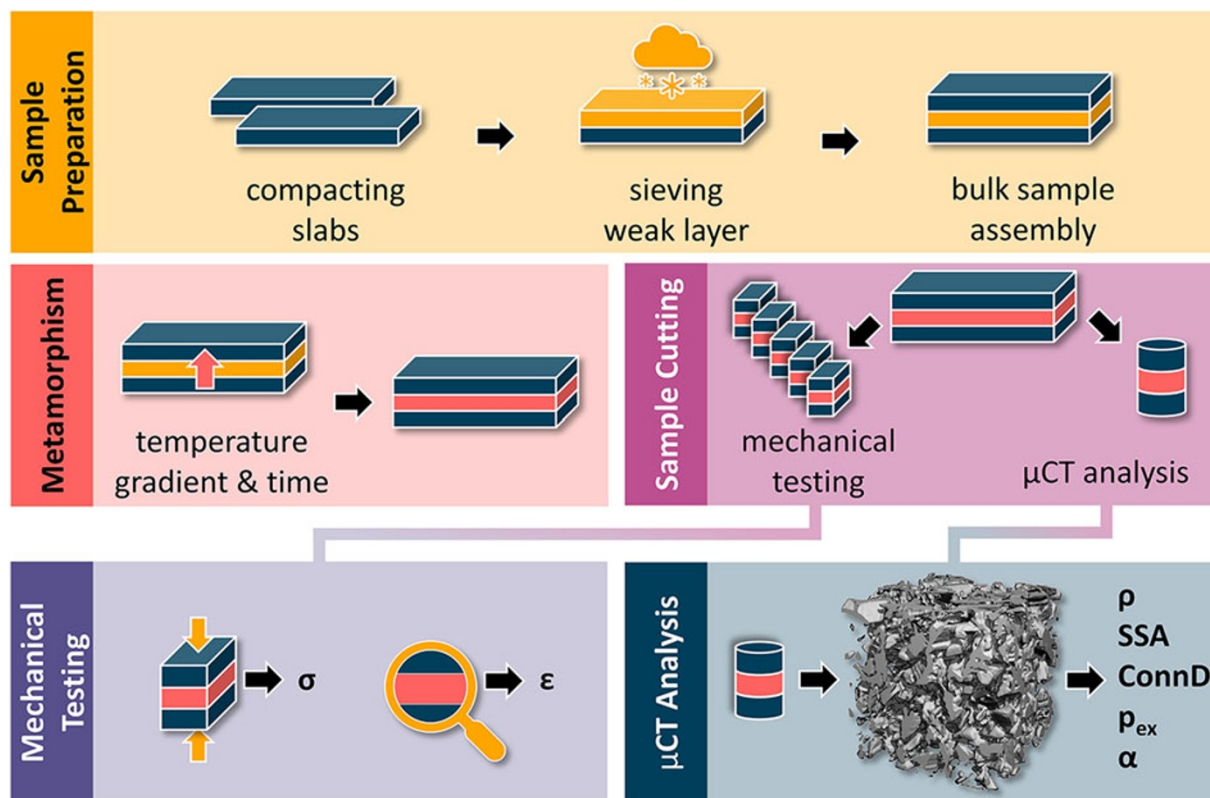 Sample
Preparation
compacting
slabs
sieving
weak layer
bulk sample
assembly
Metamorphism
temperature
gradient & time
Sample Cutting
mechanical
testing
μCT analysis
Mechanical
Testing
σ
ε
μCT Analysis
ρ
SSA
ConnD
pex
α